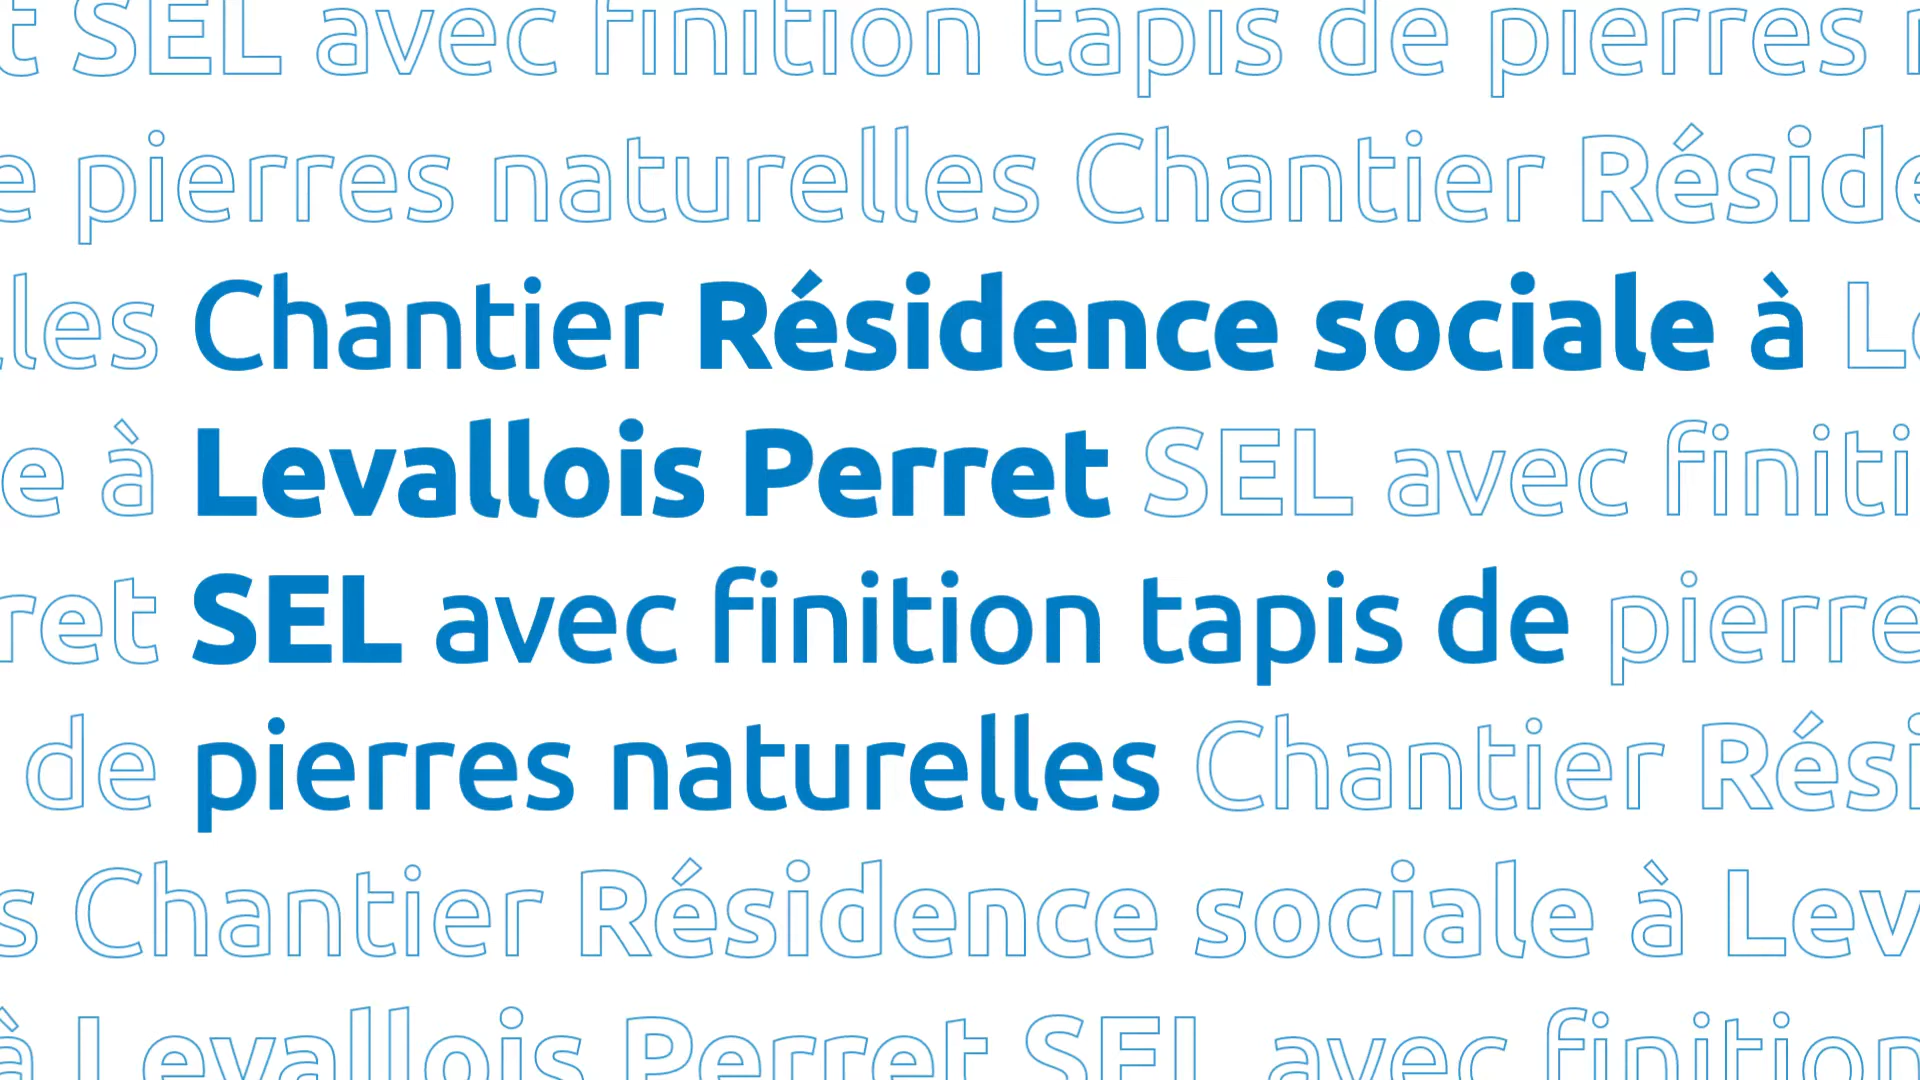 t SEL avec finition tapis de pierres
e pierres naturelles Chantier Réside
lles Chantier Résidence sociale à Le
e à Levallois Perret SEL avec finiti
ret SEL avec finition tapis de pierre
de pierres naturelles Chantier Rési
s Chantier Résidence sociale à Lev
à Levallois Perret SEL avec finition